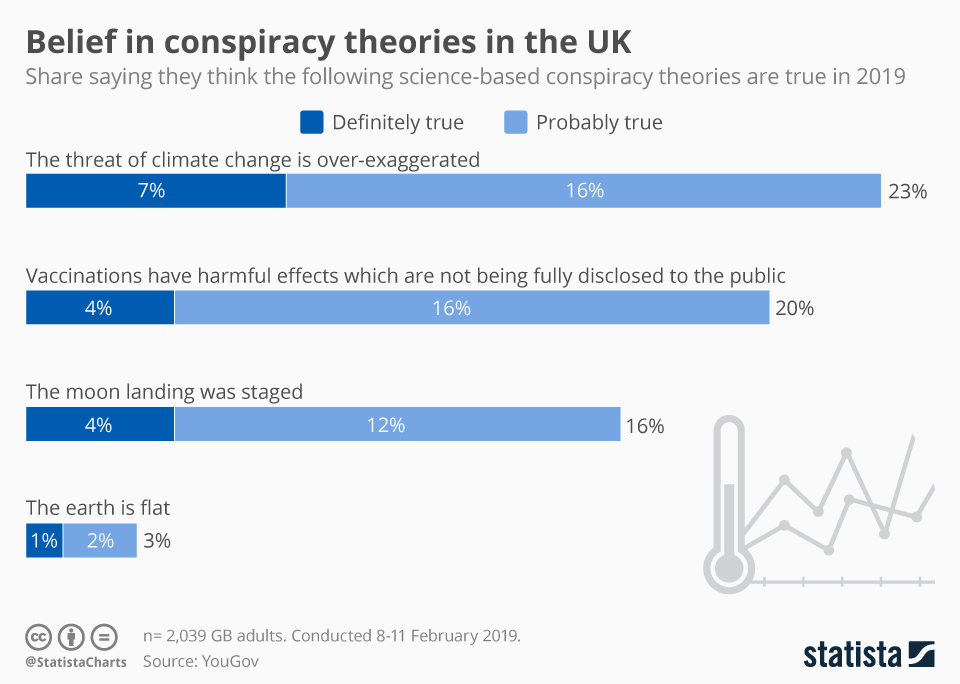 Belief in conspiracy theories in the UK
Share saying they think the following science-based conspiracy theories are true in 2019
Definitely true Probably true
The threat of climate change is over-exaggerated
7% 16% 23%
Vaccinations have harmful effects which are not being fully disclosed to the public
4% 16% 20%
The moon landing was staged
4% 12% 16%
The earth is flat
1% 2% 3%
cc =
@StatistaCharts
n= 2,039 GB adults. Conducted 8-11 February 2019.
Source: YouGov
statista